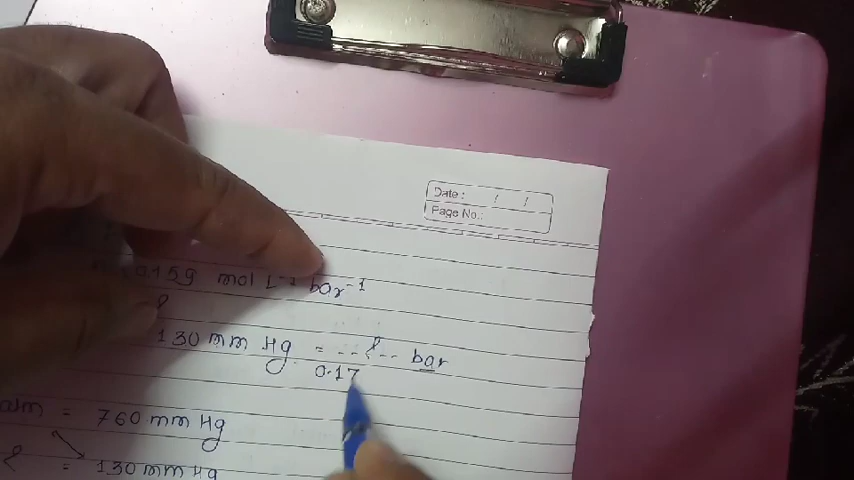 Date : / /
Page No.:
0.159 mol L⁻¹ bar⁻¹
130 mm Hg = --?-- bar
0.17
atm = 760 mm Hg
? = 130 mm Hg